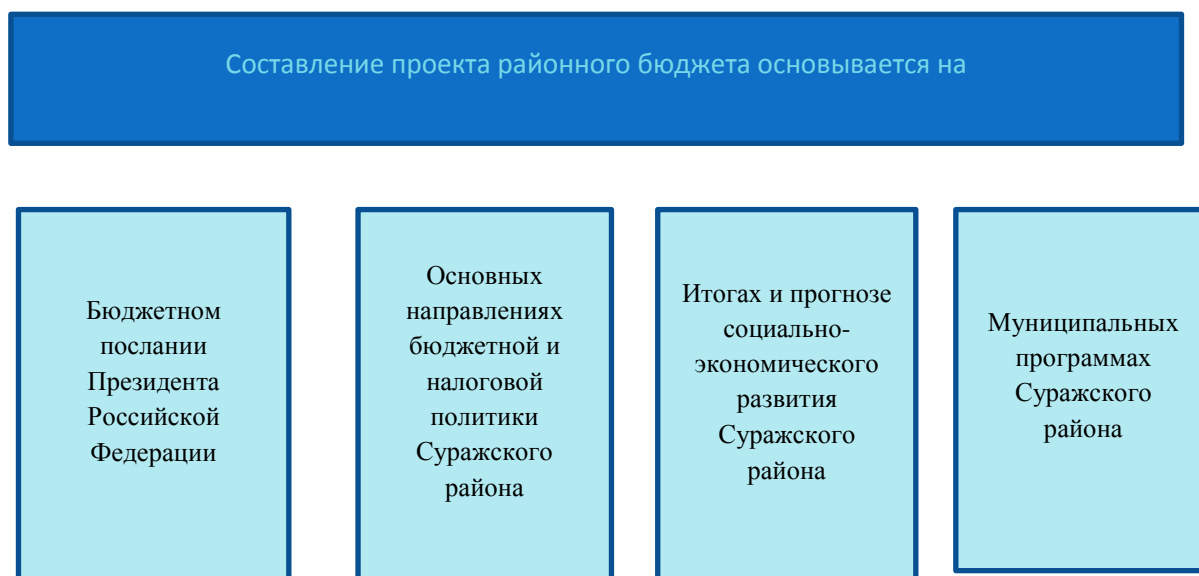 Составление проекта районного бюджета основывается на
Бюджетном
послании
Президента
Российской
Федерации
Основных
направлениях
бюджетной и
налоговой
политики
Суражского
района
Итогах и прогнозе
социально-
экономического
развития
Суражского
района
Муниципальных
программах
Суражского
района